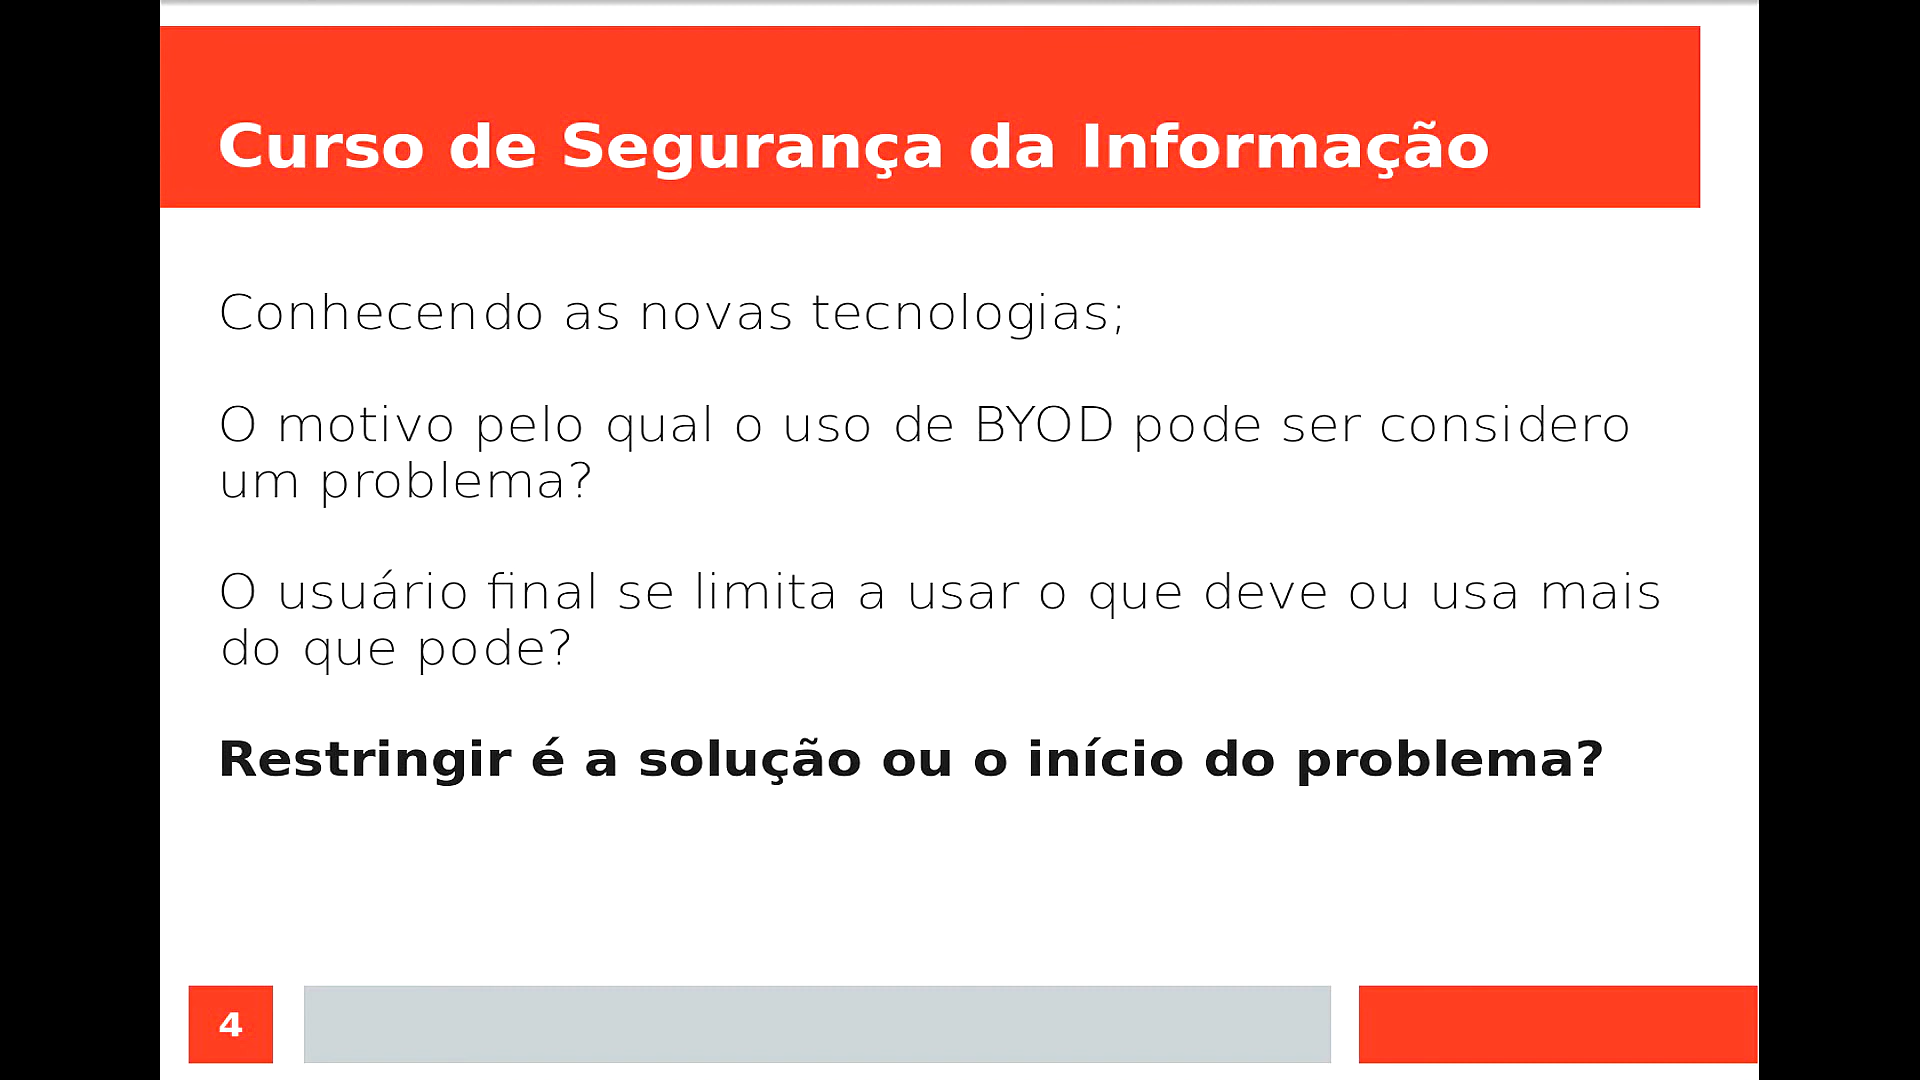 Curso de Segurança da Informação
Conhecendo as novas tecnologias;
O motivo pelo qual o uso de BYOD pode ser considero
um problema?
O usuário final se limita a usar o que deve ou usa mais
do que pode?
Restringir é a solução ou o início do problema?
4